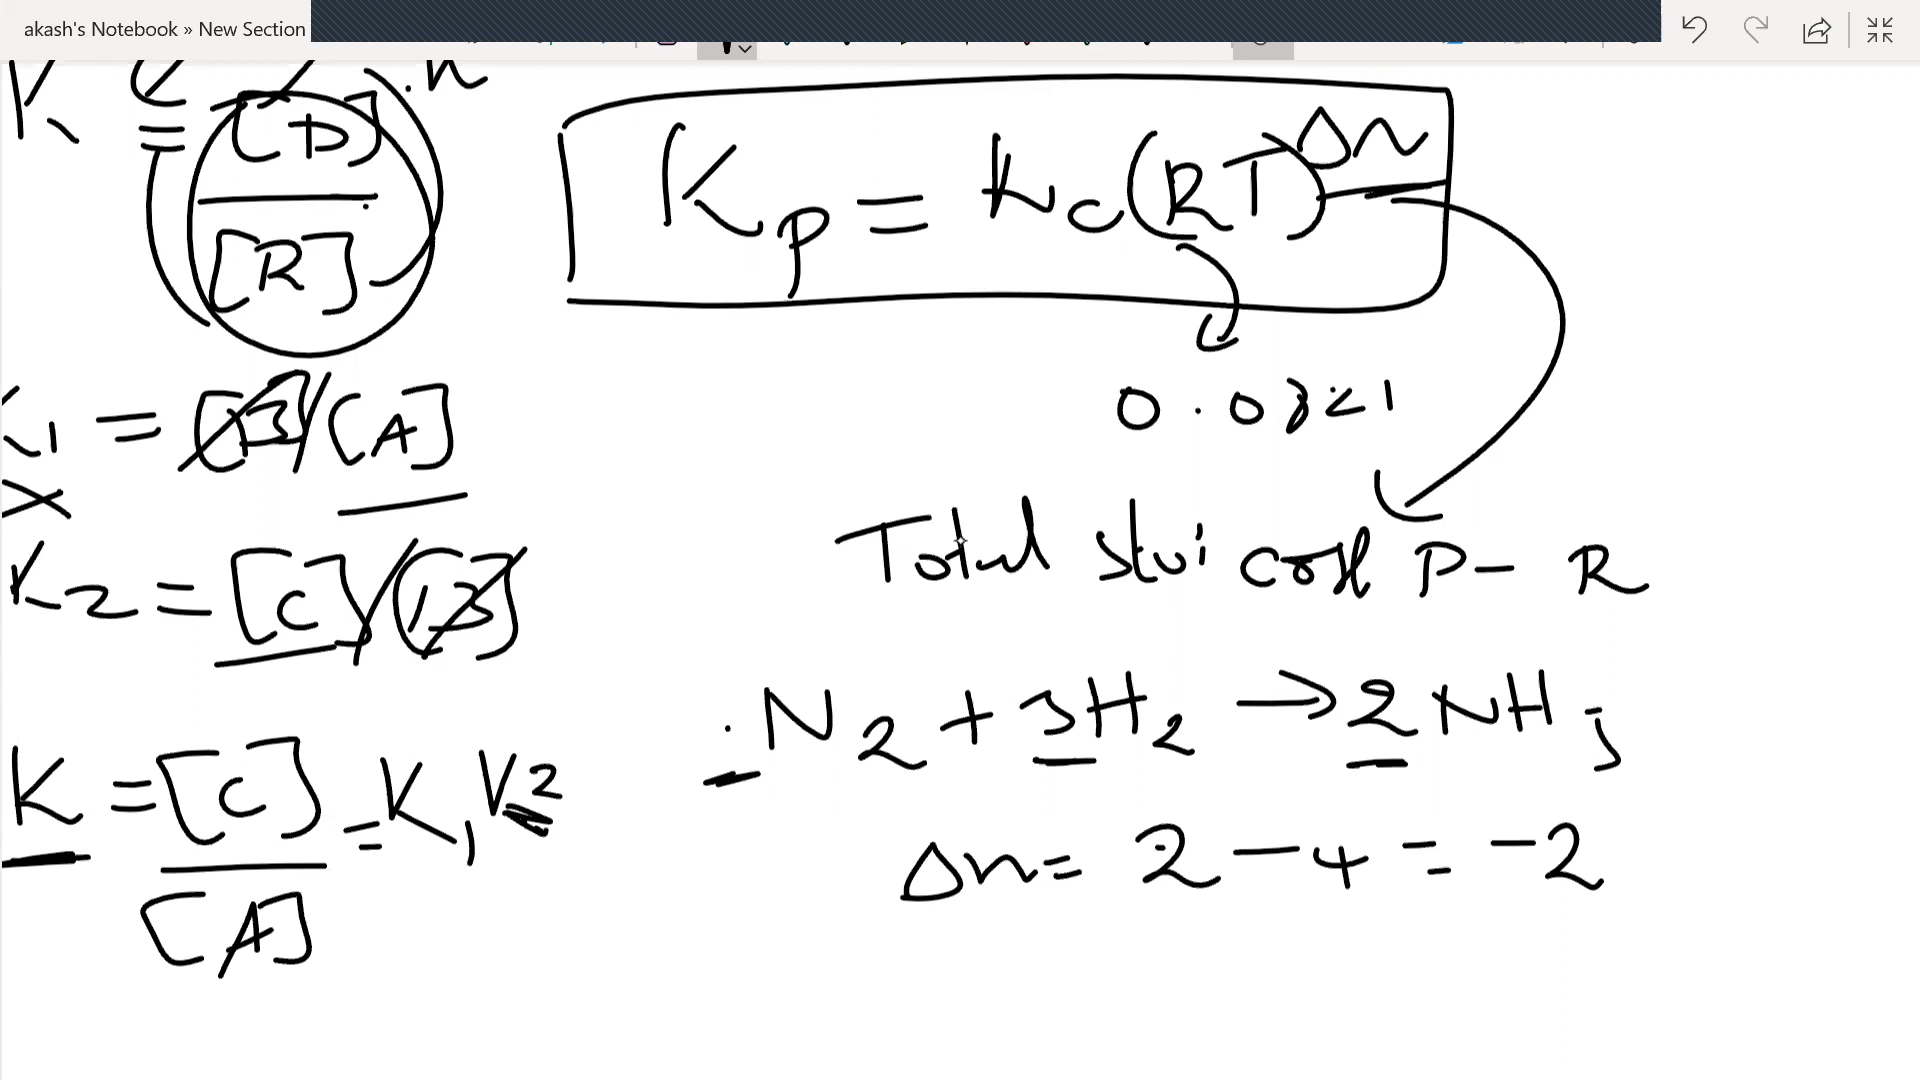 akash's Notebook » New Section
K = [P] / [R]
K1 = [B]/[A]
×
K2 = [C]/[B]
K = [C] / [A] = K1K2
Kp = Kc(RT)^Δn
0.0821
Total stoi coef P - R
N2 + 3H2 → 2NH3
Δn = 2 - 4 = -2